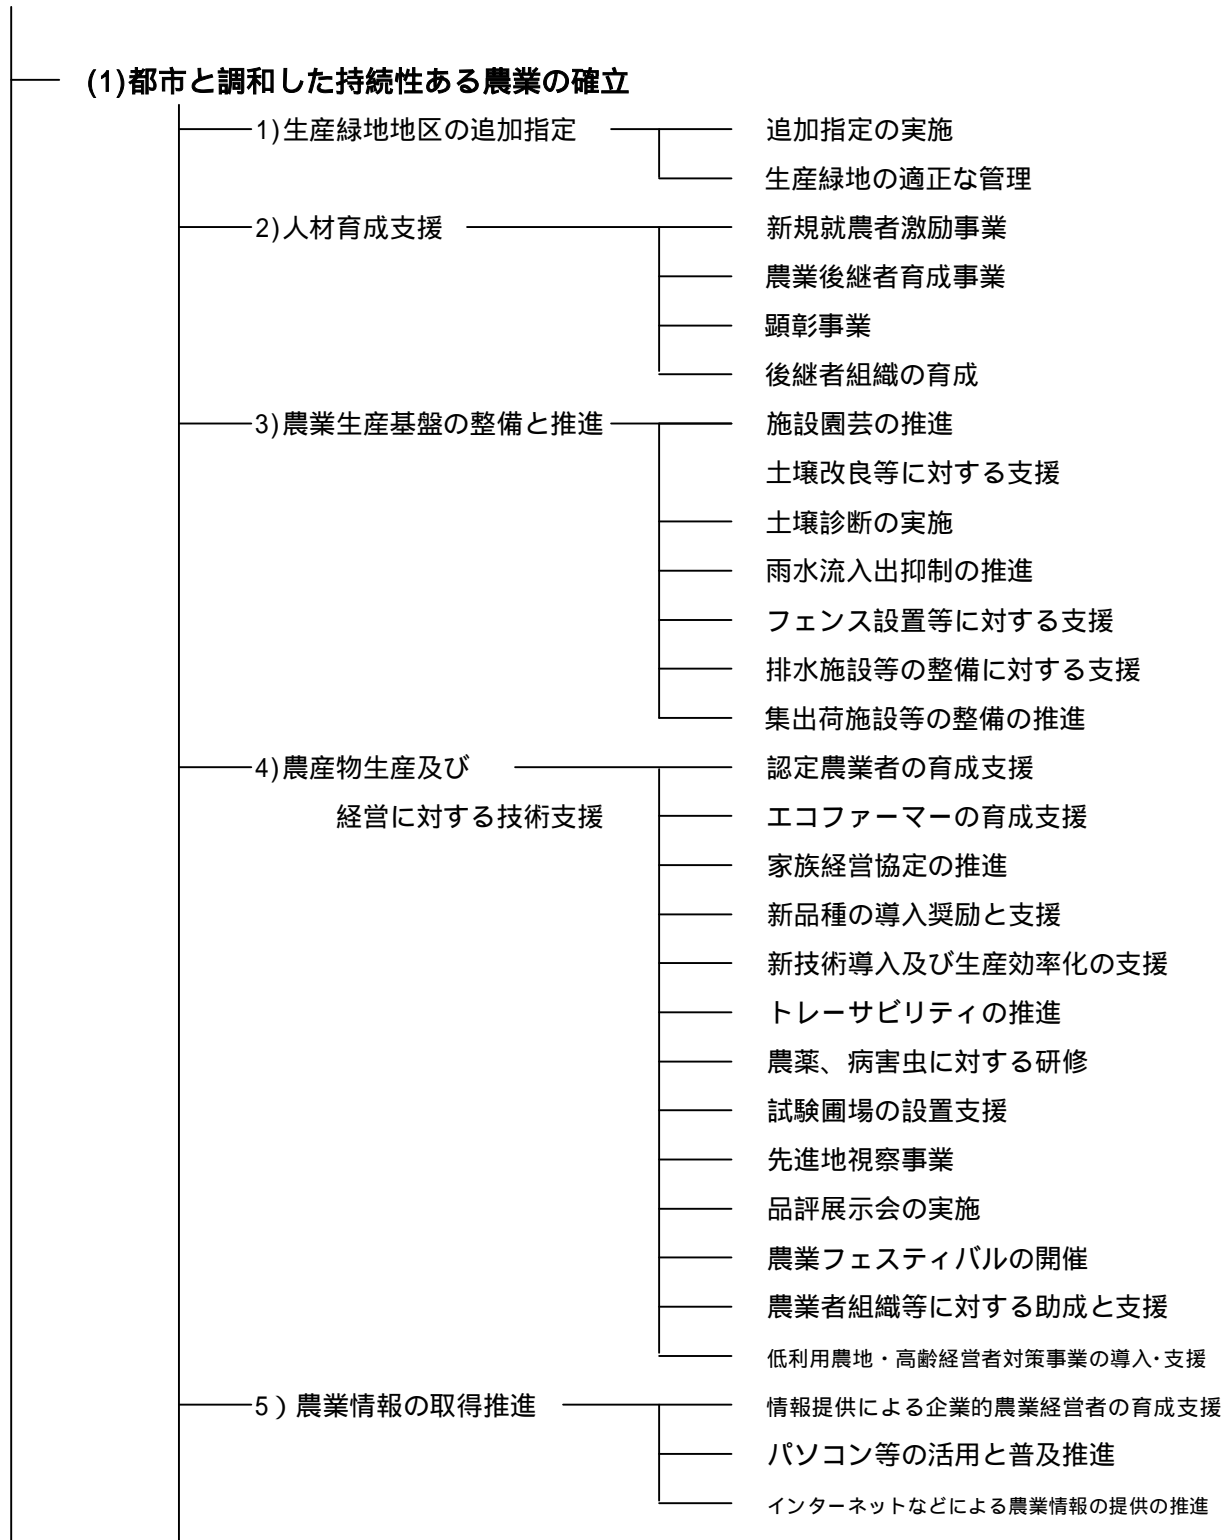 (1)都市と調和した持続性ある農業の確立
1)生産緑地地区の追加指定 追加指定の実施
生産緑地の適正な管理
2)人材育成支援 新規就農者激励事業
農業後継者育成事業
顕彰事業
後継者組織の育成
3)農業生産基盤の整備と推進 施設園芸の推進
土壌改良等に対する支援
土壌診断の実施
雨水流入出抑制の推進
フェンス設置等に対する支援
排水施設等の整備に対する支援
集出荷施設等の整備の推進
4)農産物生産及び 認定農業者の育成支援
経営に対する技術支援 エコファーマーの育成支援
家族経営協定の推進
新品種の導入奨励と支援
新技術導入及び生産効率化の支援
トレーサビリティの推進
農薬、病害虫に対する研修
試験圃場の設置支援
先進地視察事業
品評展示会の実施
農業フェスティバルの開催
農業者組織等に対する助成と支援
低利用農地・高齢経営者対策事業の導入・支援
5）農業情報の取得推進 情報提供による企業的農業経営者の育成支援
パソコン等の活用と普及推進
インターネットなどによる農業情報の提供の推進